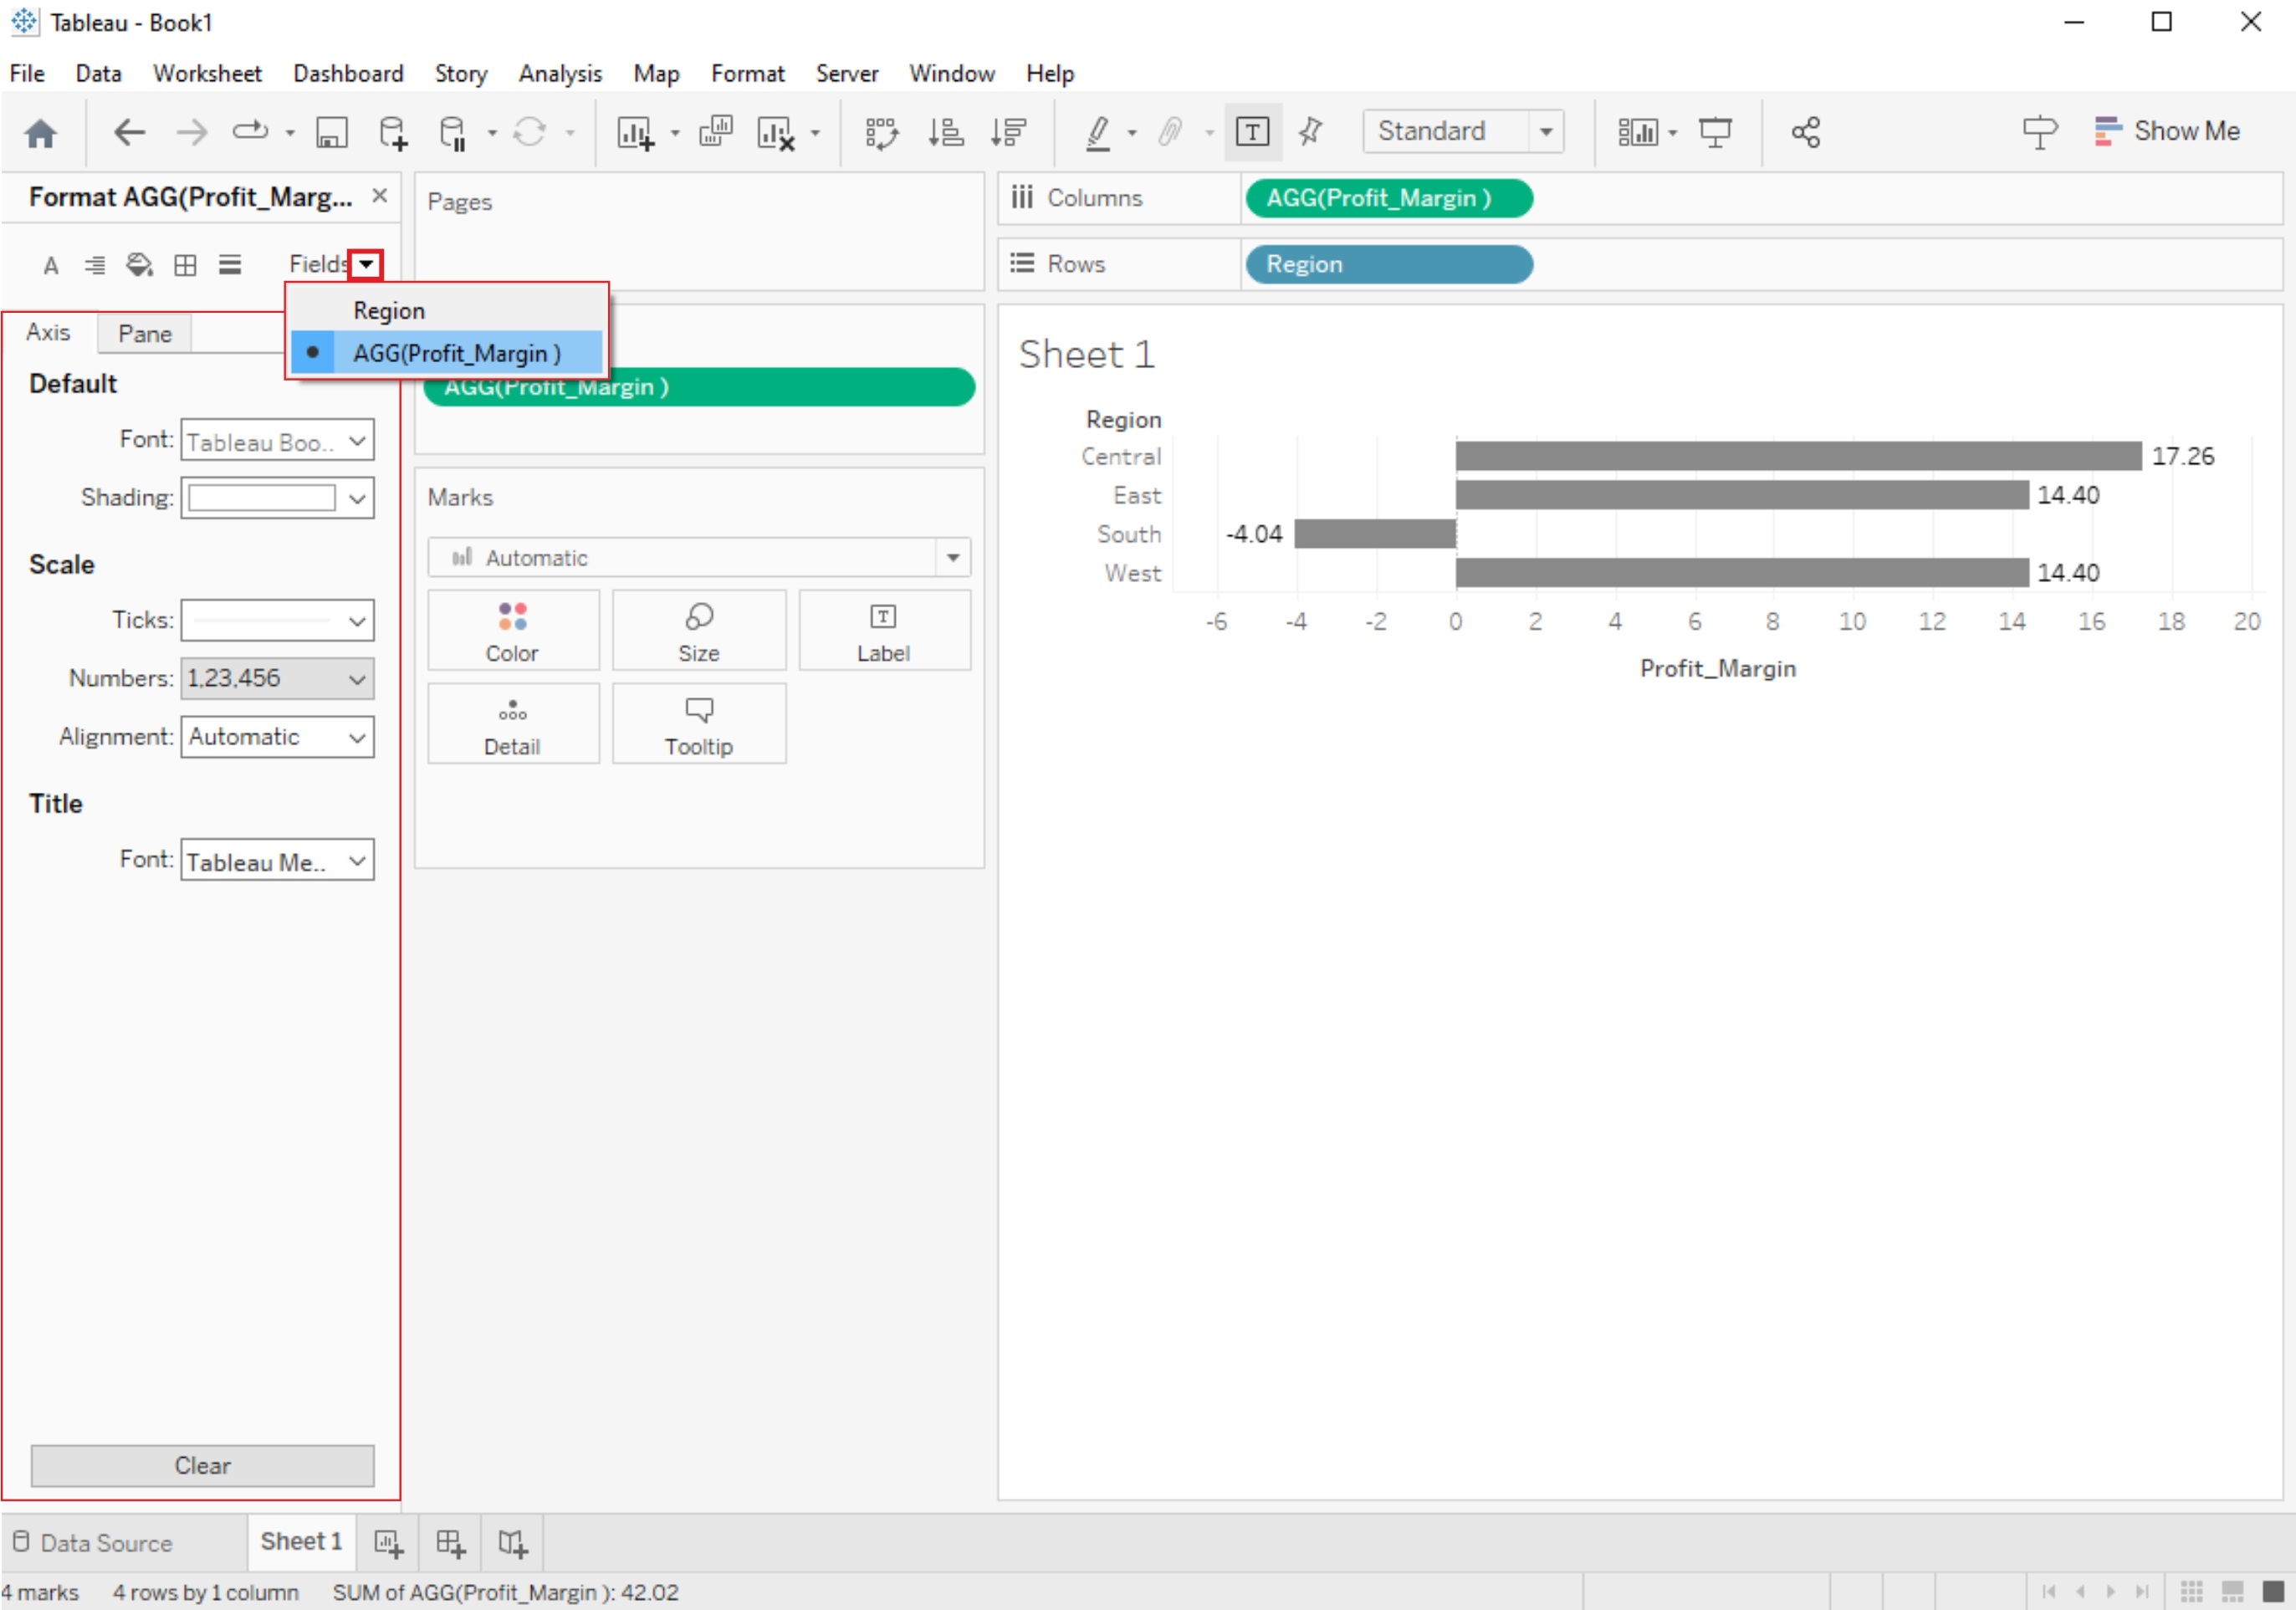 Tableau - Book1
File Data Worksheet Dashboard Story Analysis Map Format Server Window Help
Standard
Show Me
Format AGG(Profit_Marg...
Fields
Region
AGG(Profit_Margin )
Axis Pane
Default
Font: Tableau Boo..
Shading:
Scale
Ticks:
Numbers: 1,23,456
Alignment: Automatic
Title
Font: Tableau Me..
Clear
Pages
AGG(Profit_Margin )
Marks
Automatic
Color Size Label
Detail Tooltip
Columns AGG(Profit_Margin )
Rows Region
Sheet 1
Region
Central 17.26
East 14.40
South -4.04
West 14.40
-6 -4 -2 0 2 4 6 8 10 12 14 16 18 20
Profit_Margin
Data Source Sheet 1
4 marks 4 rows by 1 column SUM of AGG(Profit_Margin ): 42.02